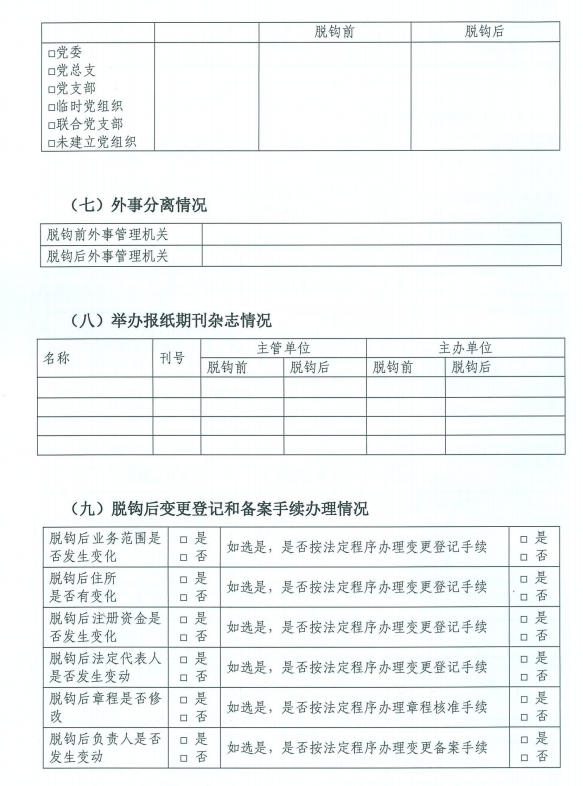 脱钩前 脱钩后
□党委
□党总支
□党支部
□临时党组织
□联合党支部
□未建立党组织
（七）外事分离情况
脱钩前外事管理机关
脱钩后外事管理机关
（八）举办报纸期刊杂志情况
名称 刊号 主管单位 主办单位
脱钩前 脱钩后 脱钩前 脱钩后
（九）脱钩后变更登记和备案手续办理情况
脱钩后业务范围是 □ 是 如选是，是否按法定程序办理变更登记手续 □ 是
否发生变化 □ 否 □ 否
脱钩后住所 □ 是 如选是，是否按法定程序办理变更登记手续 □ 是
是否有变化 □ 否 □ 否
脱钩后注册资金是 □ 是 如选是，是否按法定程序办理变更登记手续 □ 是
否发生变化 □ 否 □ 否
脱钩后法定代表人 □ 是 如选是，是否按法定程序办理变更登记手续 □ 是
是否发生变动 □ 否 □ 否
脱钩后章程是否修 □ 是 如选是，是否按法定程序办理章程核准手续 □ 是
改 □ 否 □ 否
脱钩后负责人是否 □ 是 如选是，是否按法定程序办理变更备案手续 □ 是
发生变动 □ 否 □ 否